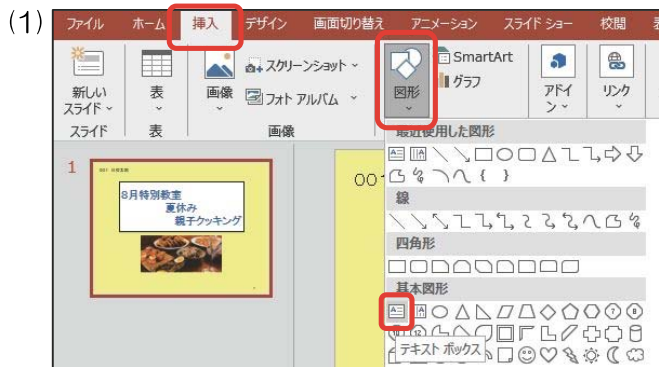 (1)
ファイル ホーム 挿入 デザイン 画面切り替え アニメーション スライド ショー 校閲
新しい
スライド
表
画像
スクリーンショット
フォト アルバム
図形
SmartArt
グラフ
アドイ
ン
リンク
スライド 表 画像
最近使用した図形
線
四角形
基本図形
テキスト ボックス
1
8月特別教室
夏休み
親子クッキング
001